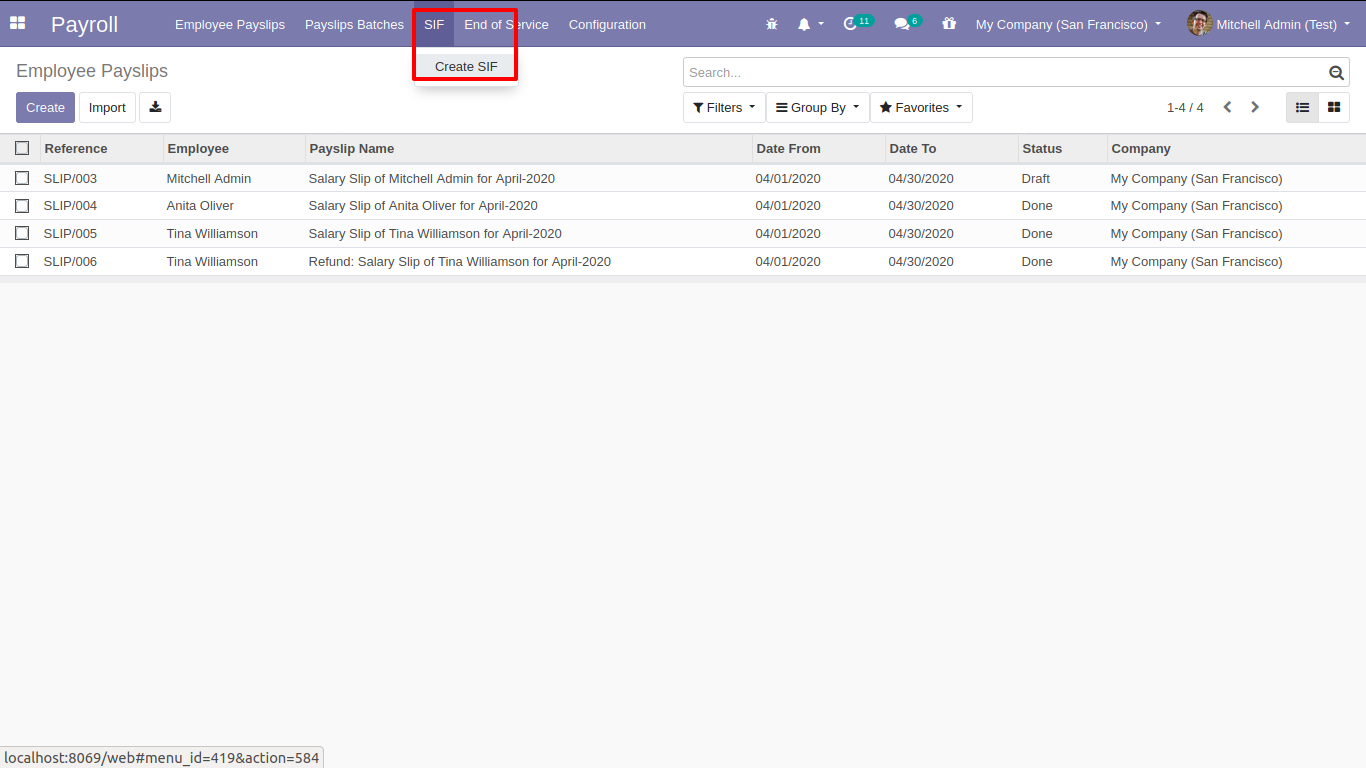 Payroll Employee Payslips Payslips Batches SIF End of Service Configuration 11 6 My Company (San Francisco) Mitchell Admin (Test)
Create SIF
Employee Payslips Search...
Create Import Filters Group By Favorites 1-4 / 4
Reference Employee Payslip Name Date From Date To Status Company
SLIP/003 Mitchell Admin Salary Slip of Mitchell Admin for April-2020 04/01/2020 04/30/2020 Draft My Company (San Francisco)
SLIP/004 Anita Oliver Salary Slip of Anita Oliver for April-2020 04/01/2020 04/30/2020 Done My Company (San Francisco)
SLIP/005 Tina Williamson Salary Slip of Tina Williamson for April-2020 04/01/2020 04/30/2020 Done My Company (San Francisco)
SLIP/006 Tina Williamson Refund: Salary Slip of Tina Williamson for April-2020 04/01/2020 04/30/2020 Done My Company (San Francisco)
localhost:8069/web#menu_id=419&action=584